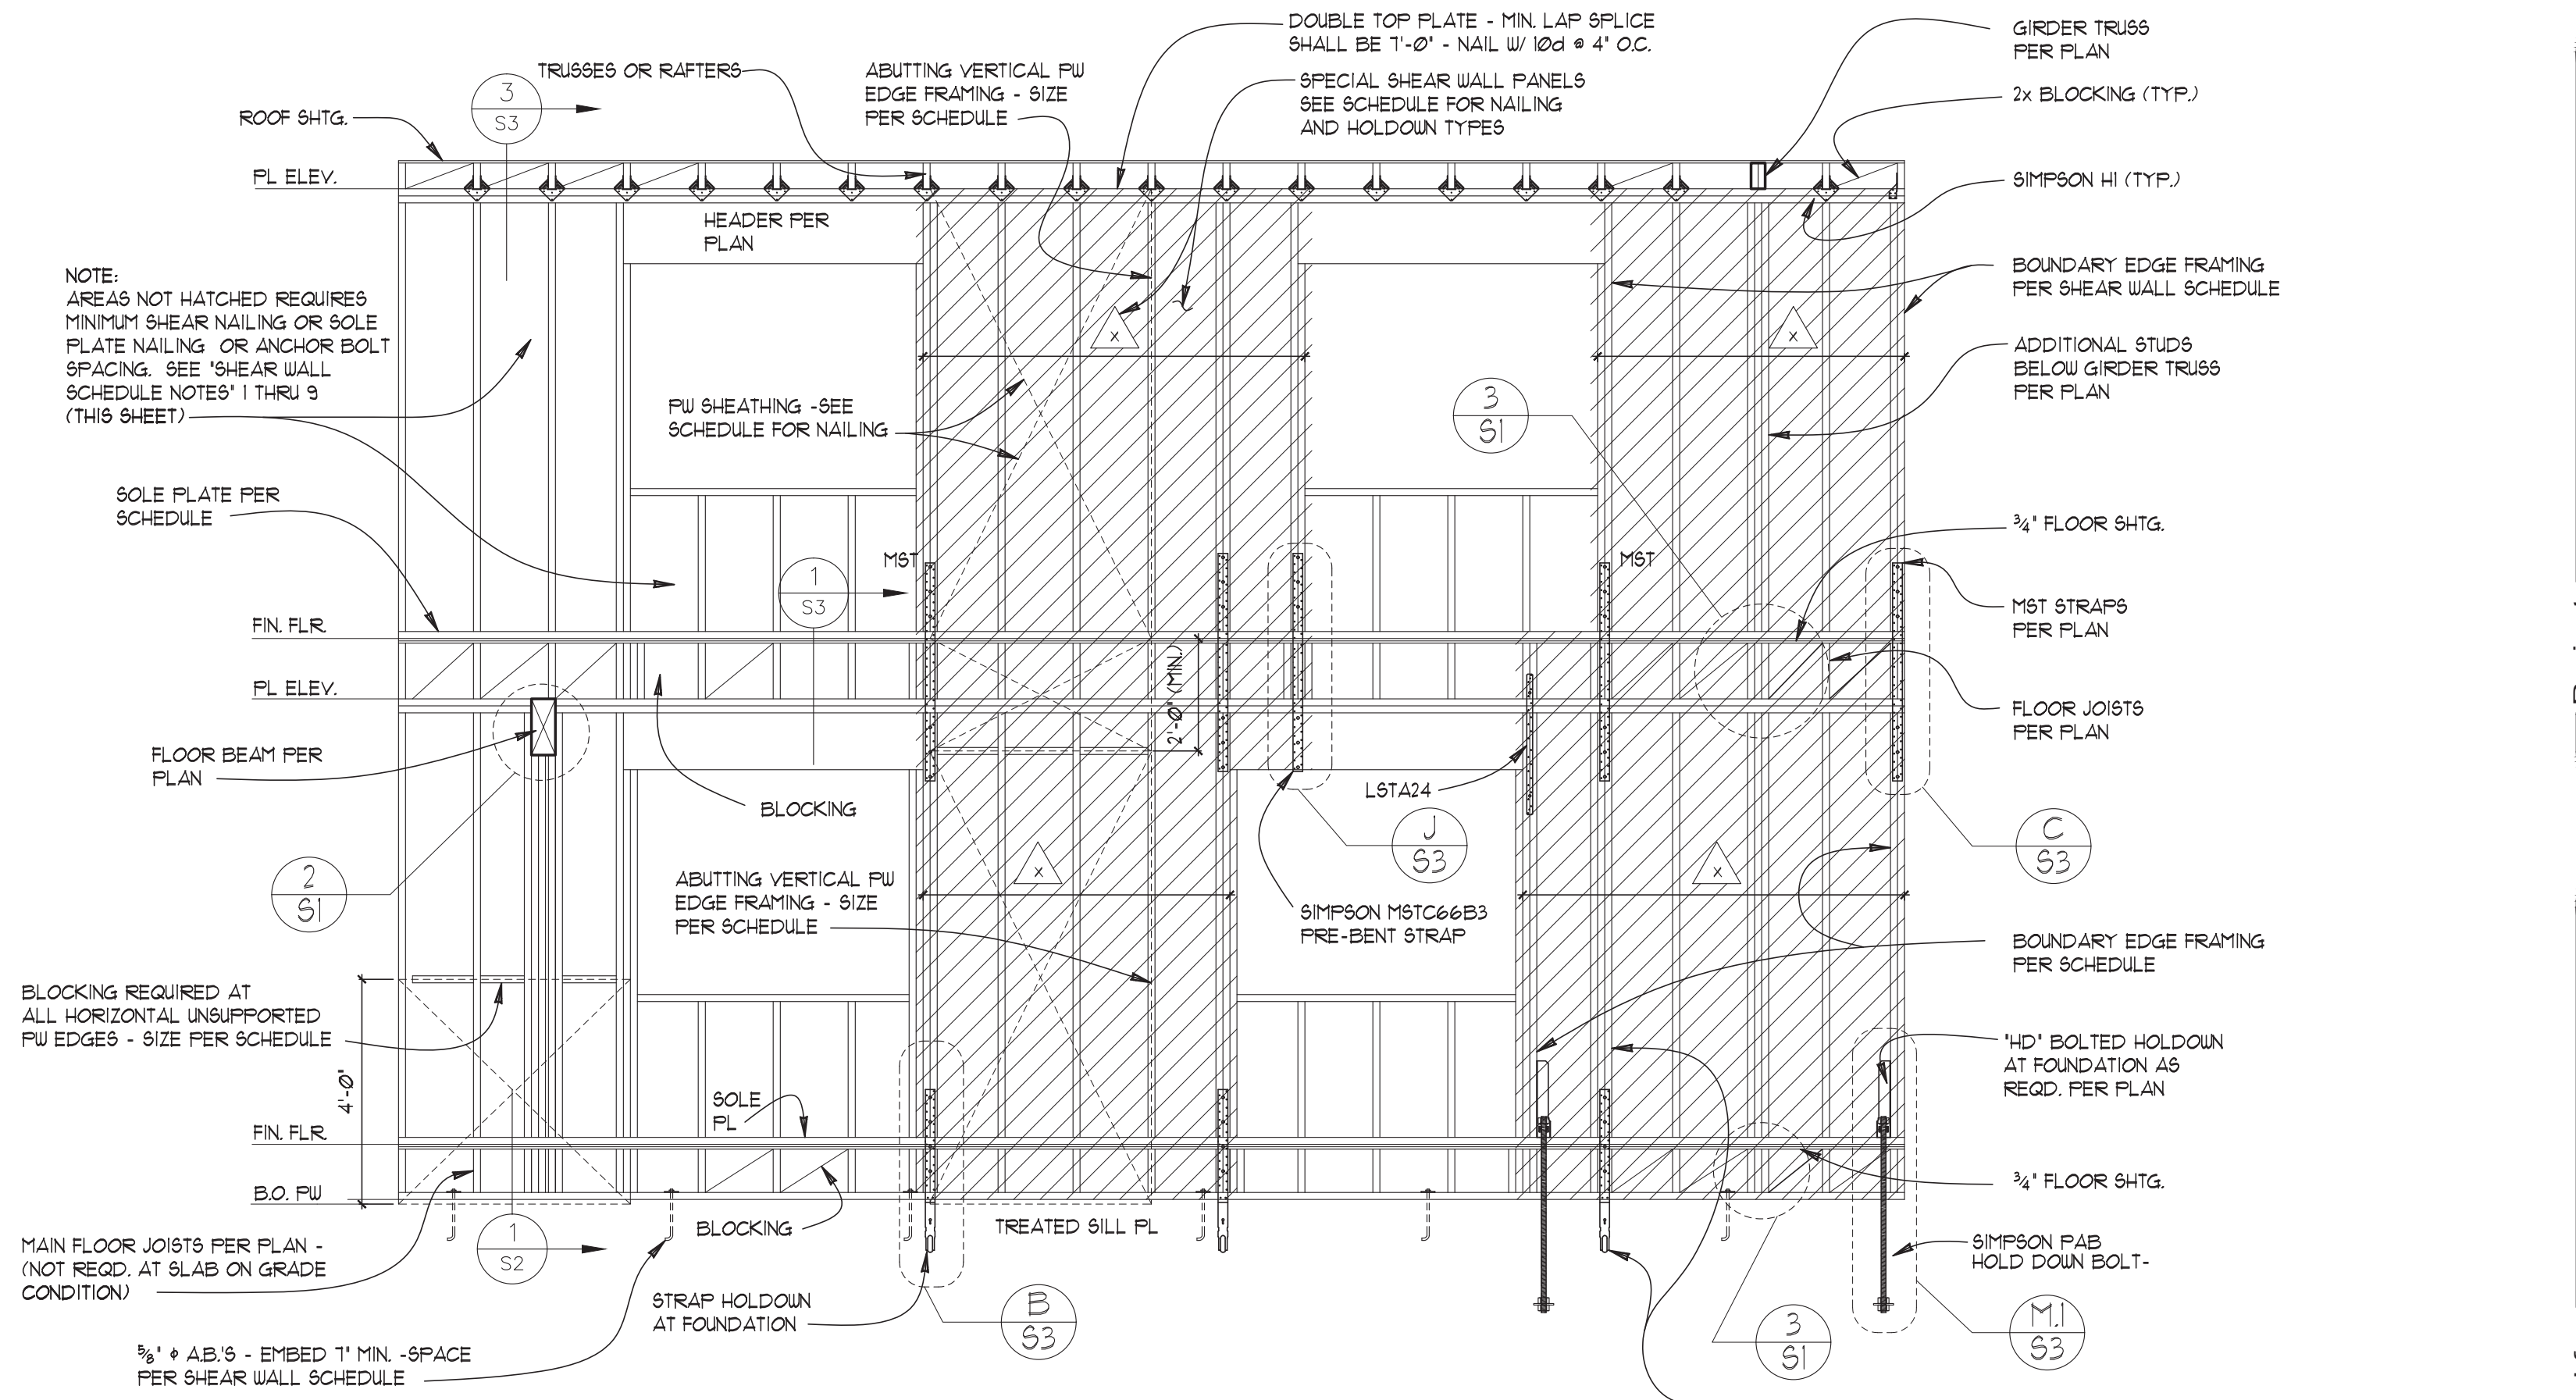 DOUBLE TOP PLATE - MIN. LAP SPLICE
SHALL BE 7'-0" - NAIL W/ 10d @ 4" O.C.
GIRDER TRUSS
PER PLAN
TRUSSES OR RAFTERS
ABUTTING VERTICAL PW
EDGE FRAMING - SIZE
PER SCHEDULE
SPECIAL SHEAR WALL PANELS
SEE SCHEDULE FOR NAILING
AND HOLDOWN TYPES
2x BLOCKING (TYP.)
3
S3
ROOF SHTG.
PL ELEV.
SIMPSON H1 (TYP.)
HEADER PER
PLAN
NOTE:
AREAS NOT HATCHED REQUIRES
MINIMUM SHEAR NAILING OR SOLE
PLATE NAILING OR ANCHOR BOLT
SPACING. SEE "SHEAR WALL
SCHEDULE NOTES" 1 THRU 9
(THIS SHEET)
BOUNDARY EDGE FRAMING
PER SHEAR WALL SCHEDULE
X
X
ADDITIONAL STUDS
BELOW GIRDER TRUSS
PER PLAN
PW SHEATHING -SEE
SCHEDULE FOR NAILING
3
S1
SOLE PLATE PER
SCHEDULE
3/4" FLOOR SHTG.
MST
MST
1
S3
MST STRAPS
PER PLAN
FIN. FLR.
PL ELEV.
2'-0" (MIN.)
FLOOR JOISTS
PER PLAN
FLOOR BEAM PER
PLAN
BLOCKING
LSTA24
J
S3
C
S3
2
S1
ABUTTING VERTICAL PW
EDGE FRAMING - SIZE
PER SCHEDULE
X
X
SIMPSON MSTC66B3
PRE-BENT STRAP
BOUNDARY EDGE FRAMING
PER SCHEDULE
BLOCKING REQUIRED AT
ALL HORIZONTAL UNSUPPORTED
PW EDGES - SIZE PER SCHEDULE
"HD" BOLTED HOLDOWN
AT FOUNDATION AS
REQD. PER PLAN
4'-0"
SOLE
PL
FIN. FLR.
3/4" FLOOR SHTG.
B.O. PW
BLOCKING
TREATED SILL PL
1
S2
MAIN FLOOR JOISTS PER PLAN -
(NOT REQD. AT SLAB ON GRADE
CONDITION)
SIMPSON PAB
HOLD DOWN BOLT-
STRAP HOLDOWN
AT FOUNDATION
B
S3
3
S1
M.1
S3
5/8" φ A.B.'S - EMBED 7" MIN. -SPACE
PER SHEAR WALL SCHEDULE